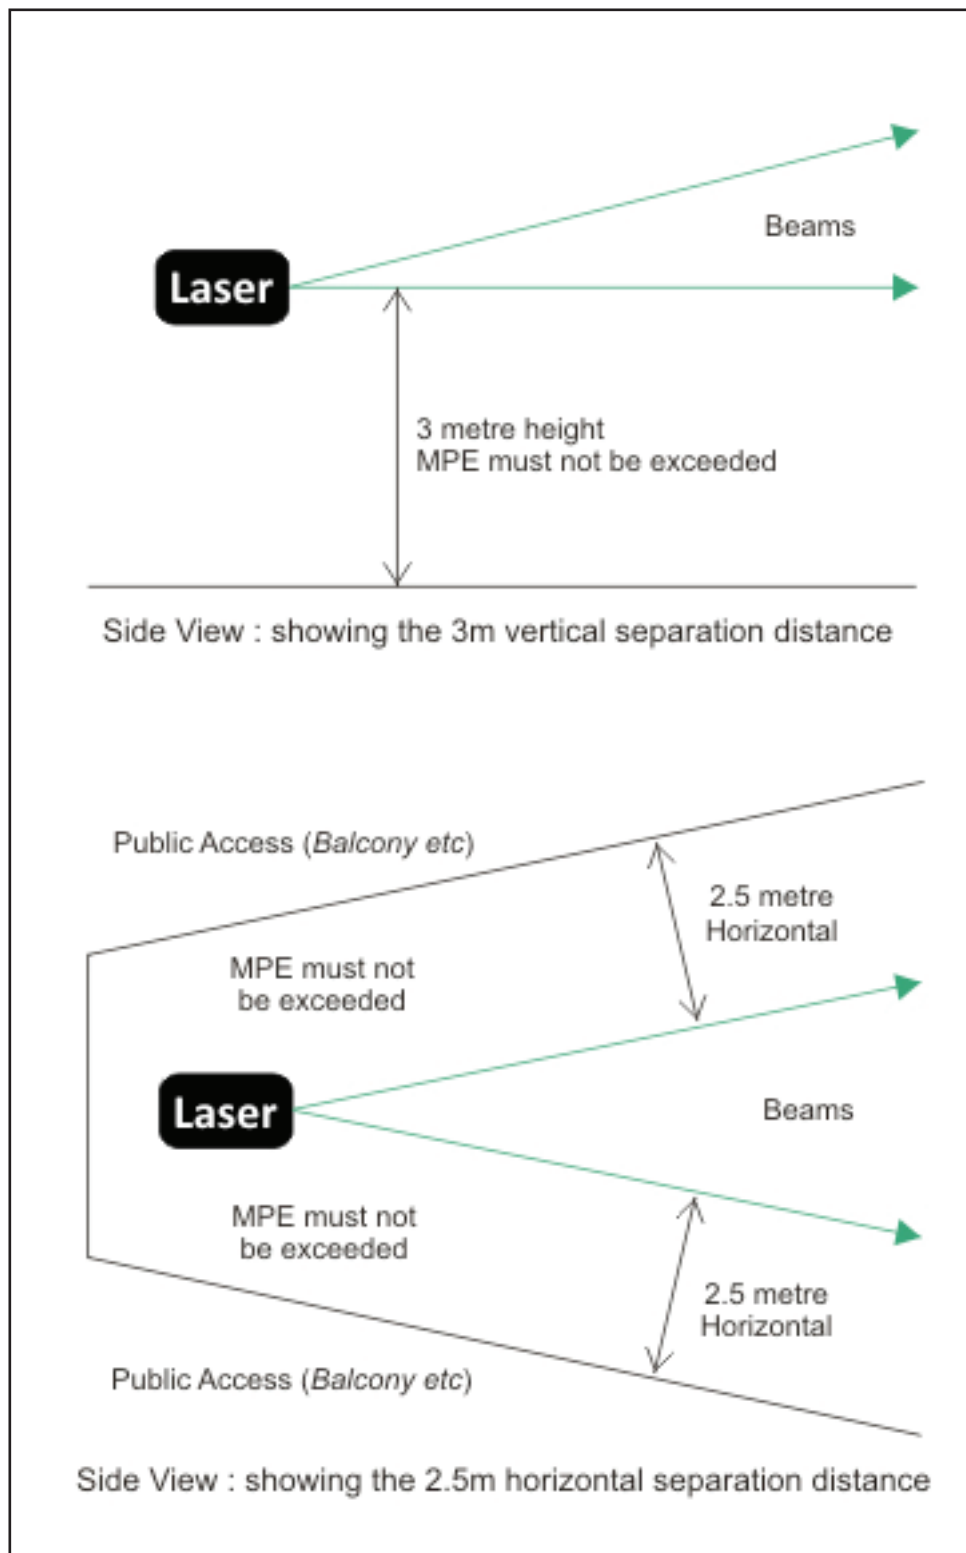 Beams
Laser
3 metre height
MPE must not be exceeded
Side View : showing the 3m vertical separation distance
Public Access (Balcony etc)
2.5 metre
Horizontal
MPE must not
be exceeded
Laser
Beams
MPE must not
be exceeded
2.5 metre
Horizontal
Public Access (Balcony etc)
Side View : showing the 2.5m horizontal separation distance